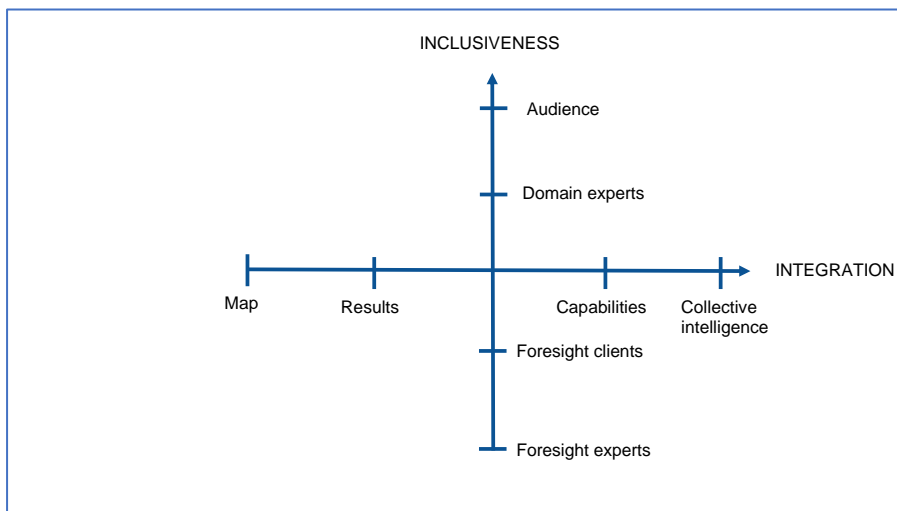 INCLUSIVENESS
Audience
Domain experts
INTEGRATION
Map
Results
Capabilities
Collective
intelligence
Foresight clients
Foresight experts